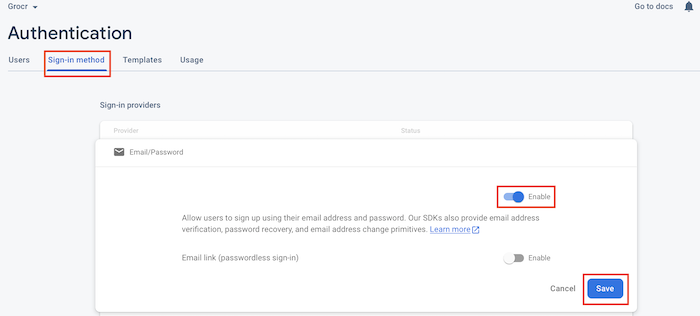 Grocr
Go to docs
Authentication
Users Sign-in method Templates Usage
Sign-in providers
Provider Status
Email/Password
Enable
Allow users to sign up using their email address and password. Our SDKs also provide email address
verification, password recovery, and email address change primitives. Learn more
Email link (passwordless sign-in) Enable
Cancel Save